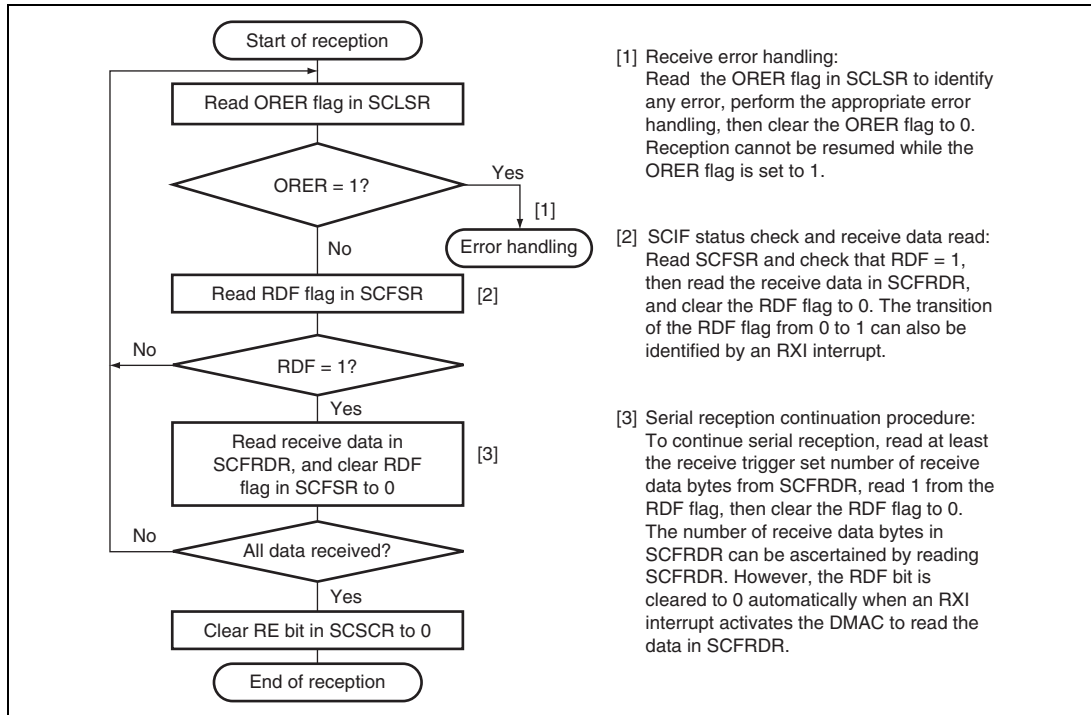 Start of reception
Read ORER flag in SCLSR
ORER = 1?
Yes
[1]
Error handling
No
Read RDF flag in SCFSR
[2]
No
RDF = 1?
Yes
Read receive data in
SCFRDR, and clear RDF
flag in SCFSR to 0
[3]
No
All data received?
Yes
Clear RE bit in SCSCR to 0
End of reception
[1] Receive error handling:
Read the ORER flag in SCLSR to identify
any error, perform the appropriate error
handling, then clear the ORER flag to 0.
Reception cannot be resumed while the
ORER flag is set to 1.
[2] SCIF status check and receive data read:
Read SCFSR and check that RDF = 1,
then read the receive data in SCFRDR,
and clear the RDF flag to 0. The transition
of the RDF flag from 0 to 1 can also be
identified by an RXI interrupt.
[3] Serial reception continuation procedure:
To continue serial reception, read at least
the receive trigger set number of receive
data bytes from SCFRDR, read 1 from the
RDF flag, then clear the RDF flag to 0.
The number of receive data bytes in
SCFRDR can be ascertained by reading
SCFRDR. However, the RDF bit is
cleared to 0 automatically when an RXI
interrupt activates the DMAC to read the
data in SCFRDR.